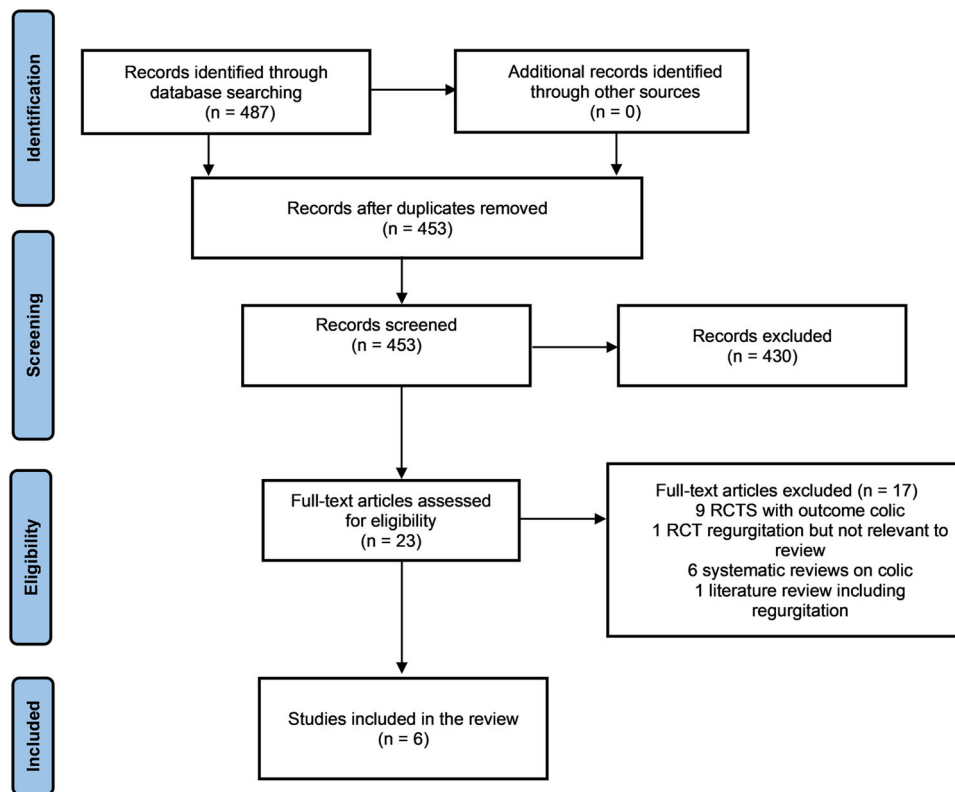 Identification
Records identified through
database searching
(n = 487)
Additional records identified
through other sources
(n = 0)
Records after duplicates removed
(n = 453)
Screening
Records screened
(n = 453)
Records excluded
(n = 430)
Eligibility
Full-text articles assessed
for eligibility
(n = 23)
Full-text articles excluded (n = 17)
9 RCTS with outcome colic
1 RCT regurgitation but not relevant to
review
6 systematic reviews on colic
1 literature review including
regurgitation
Included
Studies included in the review
(n = 6)